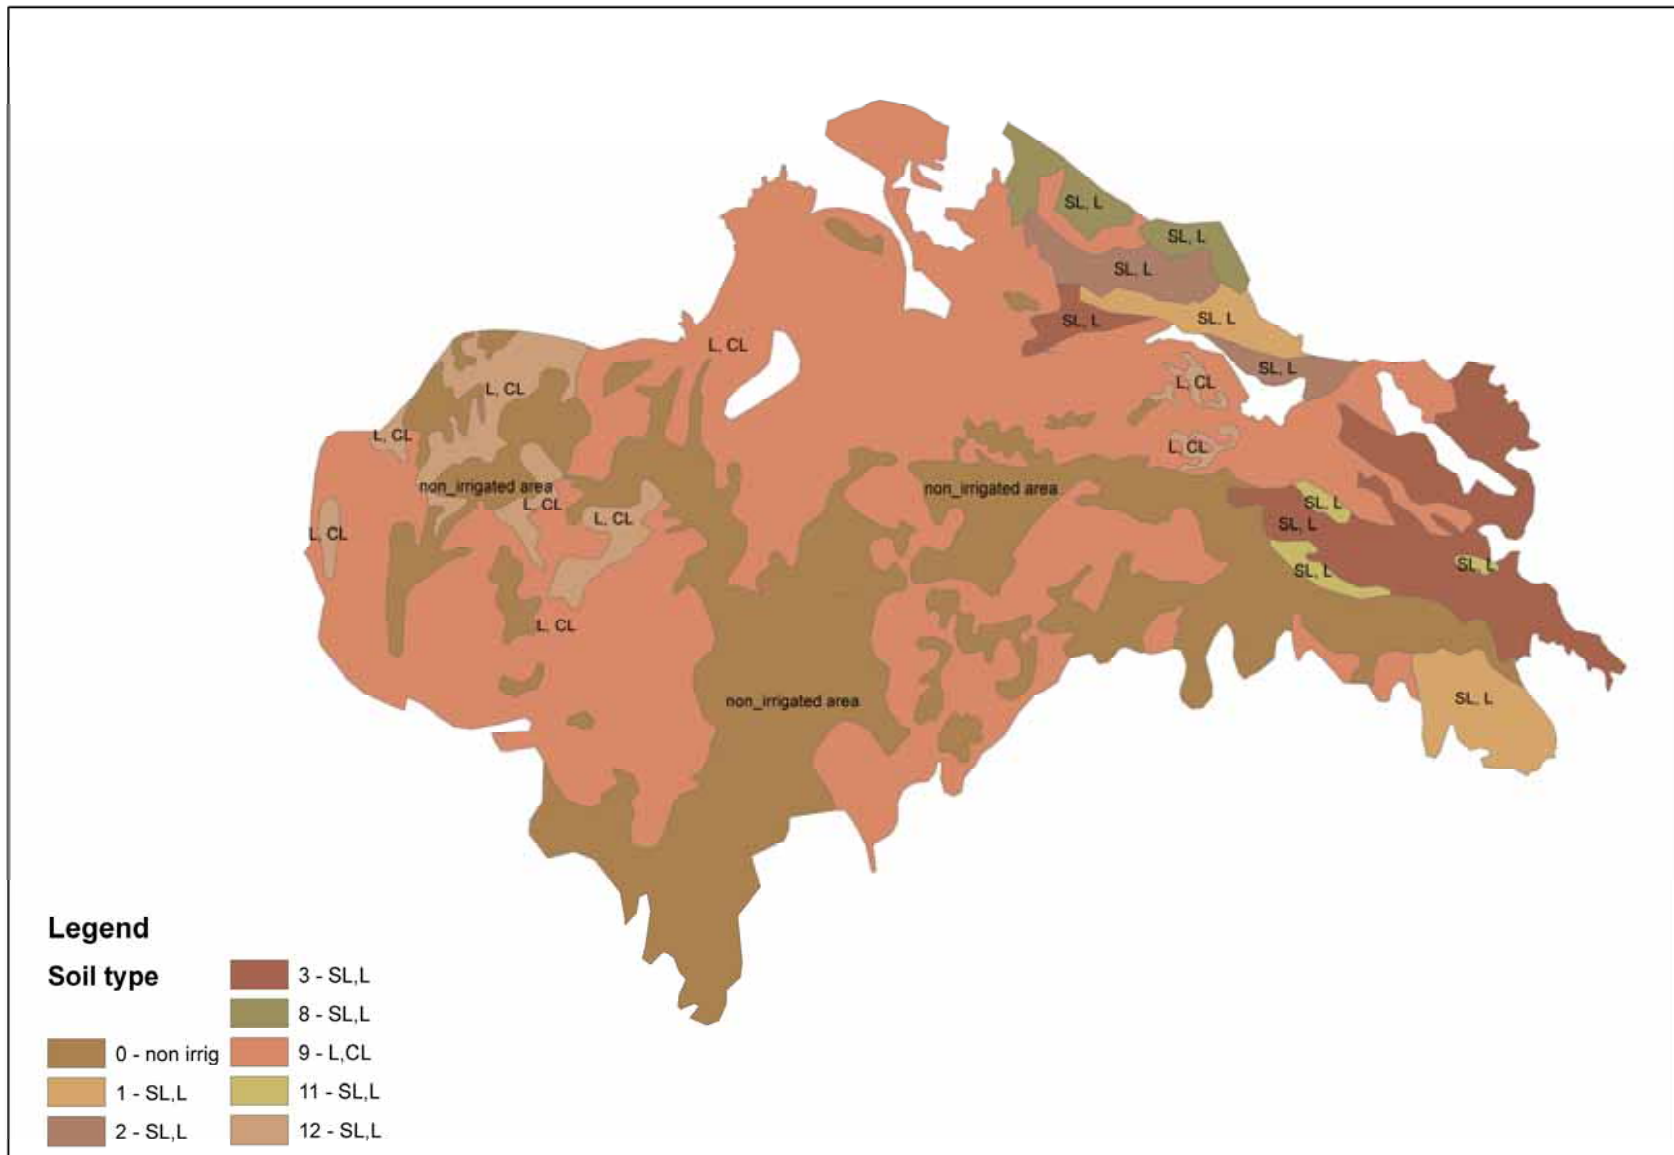 SL, L
SL, L
SL, L
SL, L
SL, L
L, CL
SL, L
L, CL
L, CL
L, CL
L, CL
non_irrigated area
non_irrigated area
L, CL
SL, L
L, CL
SL, L
L, CL
SL, L
SL, L
L, CL
SL, L
non_irrigated area
Legend
Soil type
0 - non irrig
1 - SL,L
2 - SL,L
3 - SL,L
8 - SL,L
9 - L,CL
11 - SL,L
12 - SL,L